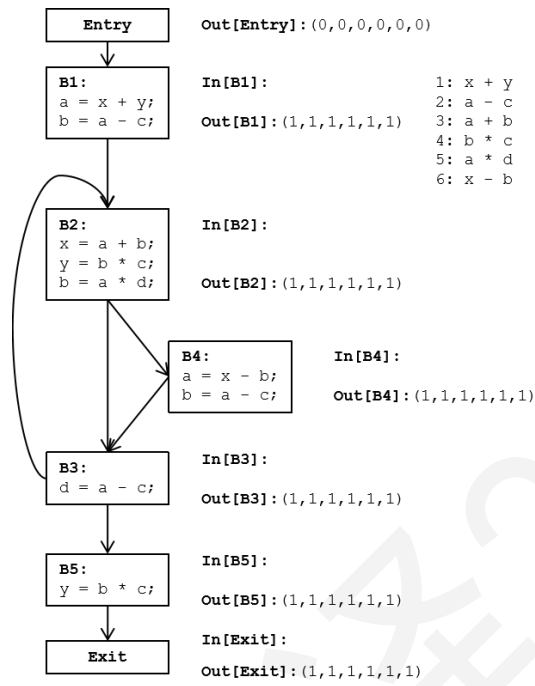 Entry
Out[Entry]:(0,0,0,0,0,0)
B1:
a = x + y;
b = a - c;
In[B1]:
Out[B1]:(1,1,1,1,1,1)
1: x + y
2: a - c
3: a + b
4: b * c
5: a * d
6: x - b
B2:
x = a + b;
y = b * c;
b = a * d;
In[B2]:
Out[B2]:(1,1,1,1,1,1)
B4:
a = x - b;
b = a - c;
In[B4]:
Out[B4]:(1,1,1,1,1,1)
B3:
d = a - c;
In[B3]:
Out[B3]:(1,1,1,1,1,1)
B5:
y = b * c;
In[B5]:
Out[B5]:(1,1,1,1,1,1)
Exit
In[Exit]:
Out[Exit]:(1,1,1,1,1,1)